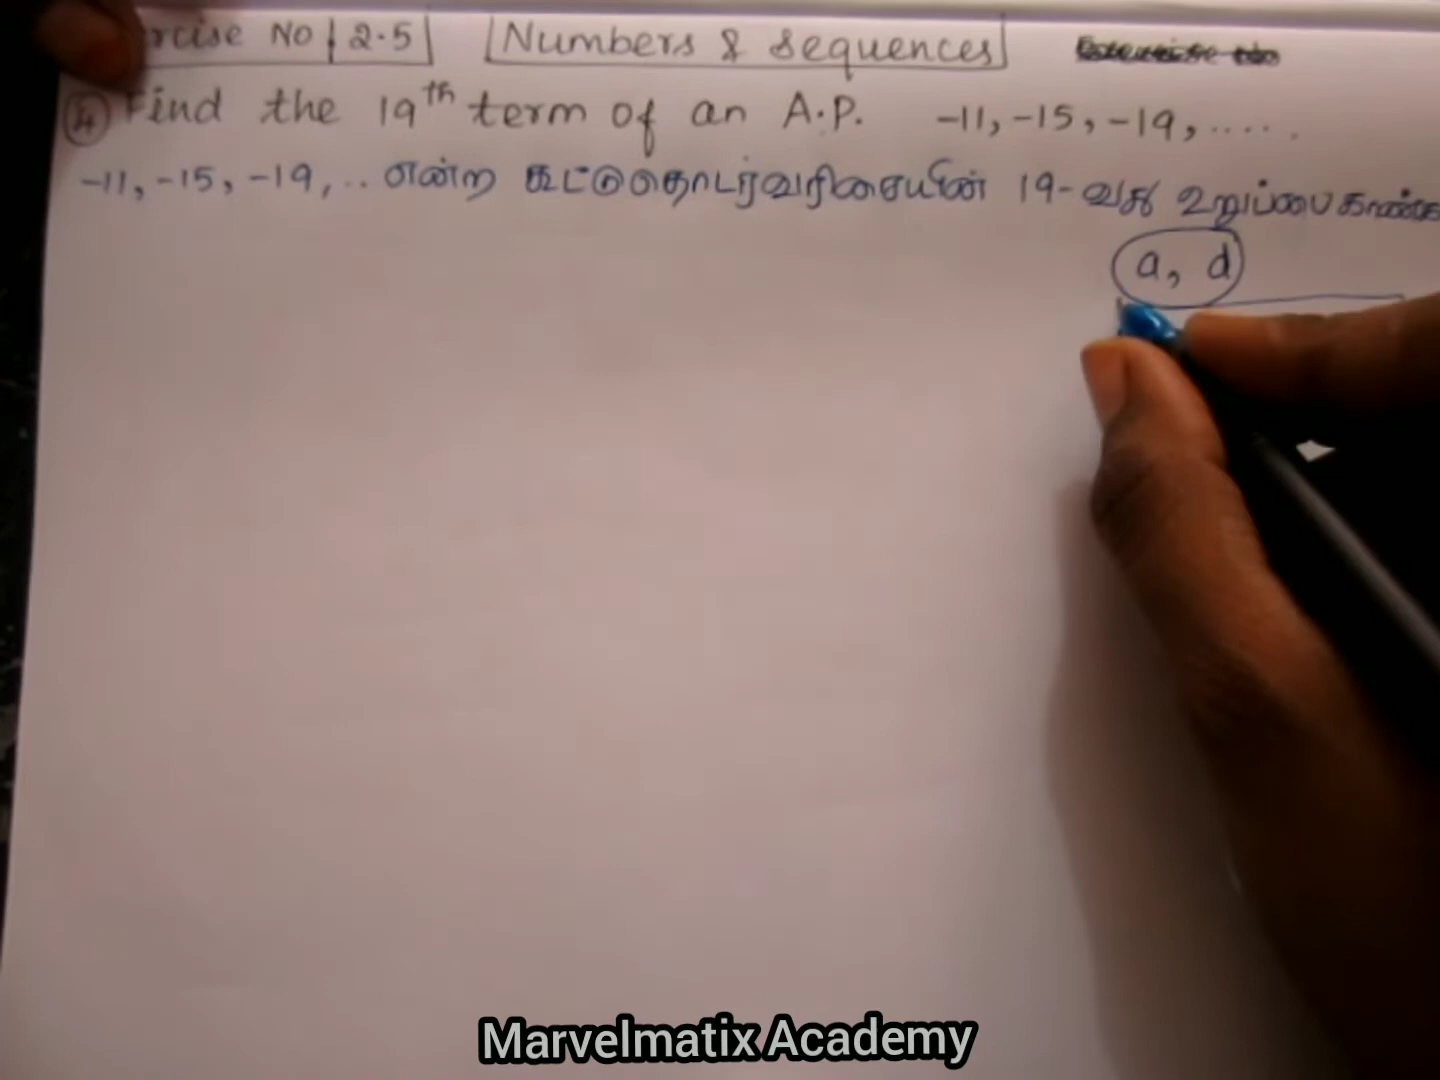 rcise No | 2.5 Numbers & Sequences
④ Find the 19th term of an A.P. -11, -15, -19, .....
-11, -15, -19, .. என்ற கூட்டுதொடர்வரிசையின் 19-வது உறுப்பை காண்க
a, d
Marvelmatix Academy